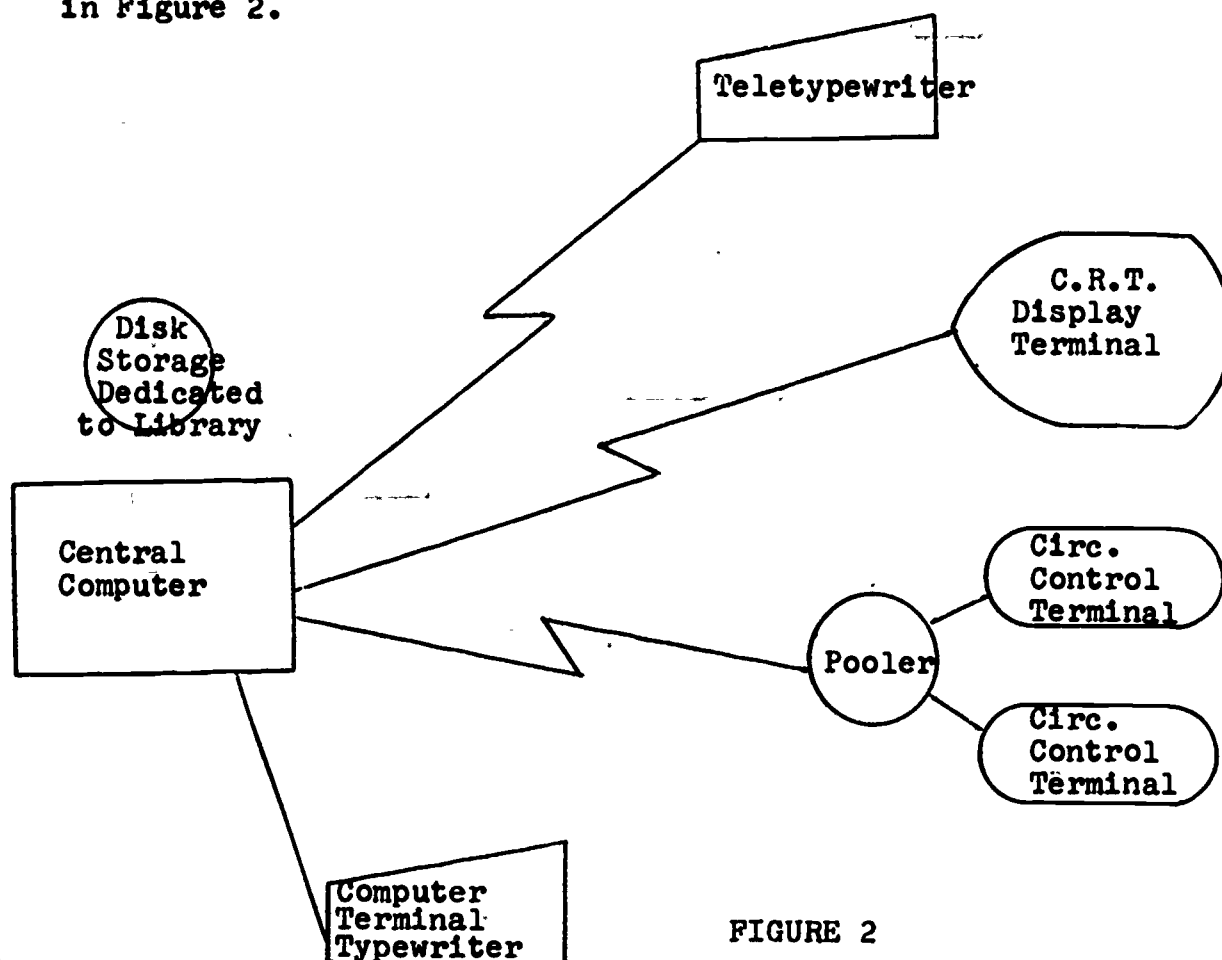 in Figure 2.
Teletypewriter
C.R.T.
Display
Terminal
Disk
Storage
Dedicated
to Library
Central
Computer
Circ.
Control
Terminal
Pooler
Circ.
Control
Terminal
Computer
Terminal
Typewriter
FIGURE 2